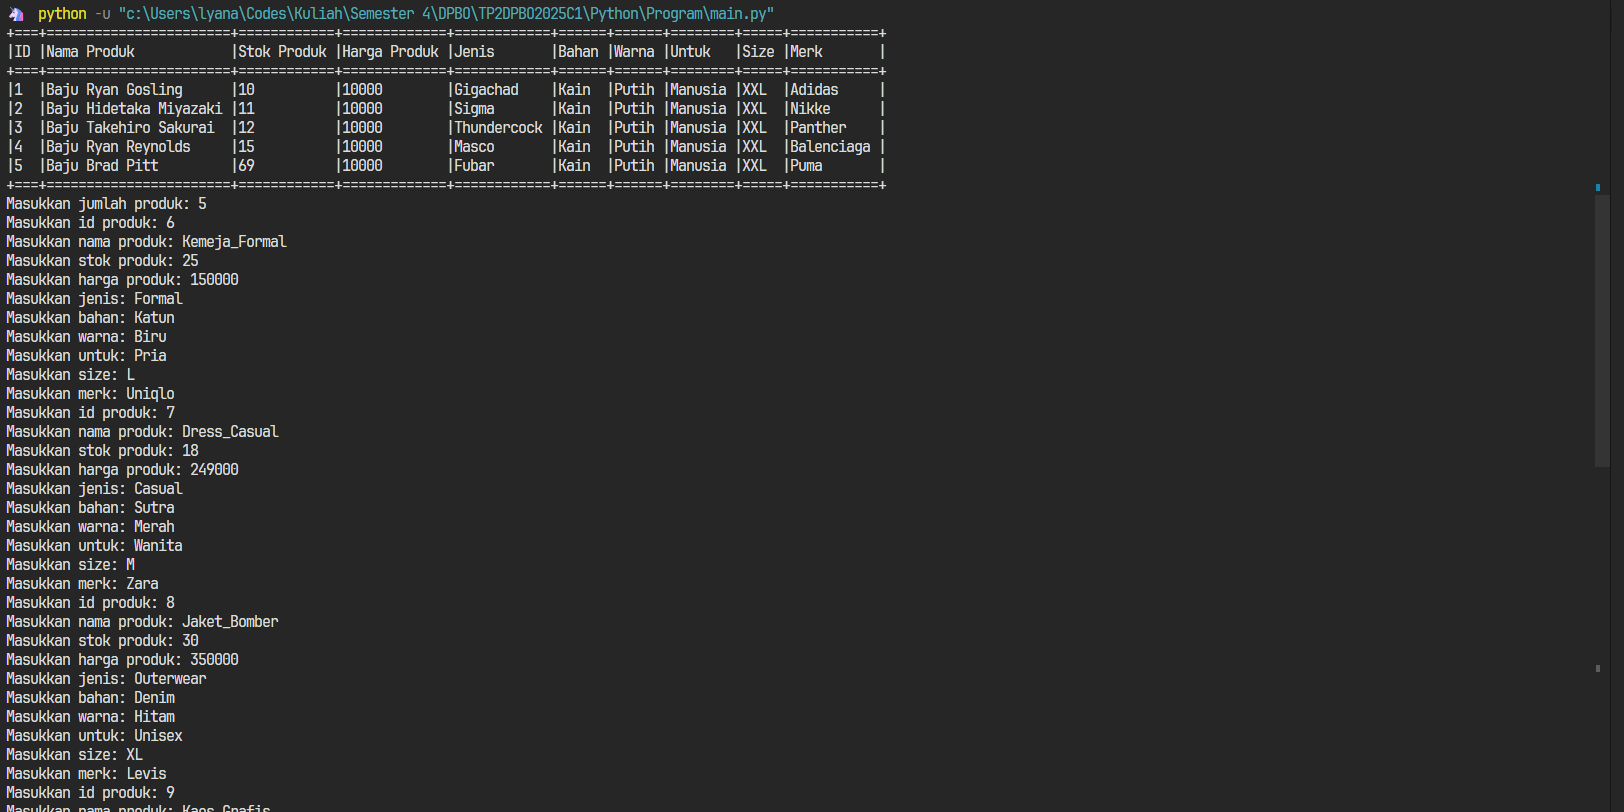 python -u "c:\Users\lyana\Codes\Kuliah\Semester 4\DPBO\TP2DPBO2025C1\Python\Program\main.py"
+===+=======================+============+=============+============+======+======+========+=====+===========+
|ID |Nama Produk            |Stok Produk |Harga Produk |Jenis       |Bahan |Warna |Untuk   |Size |Merk       |
+===+=======================+============+=============+============+======+======+========+=====+===========+
|1  |Baju Ryan Gosling      |10          |10000        |Gigachad    |Kain  |Putih |Manusia |XXL  |Adidas     |
|2  |Baju Hidetaka Miyazaki |11          |10000        |Sigma       |Kain  |Putih |Manusia |XXL  |Nikke      |
|3  |Baju Takehiro Sakurai  |12          |10000        |Thundercock |Kain  |Putih |Manusia |XXL  |Panther    |
|4  |Baju Ryan Reynolds     |15          |10000        |Masco       |Kain  |Putih |Manusia |XXL  |Balenciaga |
|5  |Baju Brad Pitt         |69          |10000        |Fubar       |Kain  |Putih |Manusia |XXL  |Puma       |
+===+=======================+============+=============+============+======+======+========+=====+===========+
Masukkan jumlah produk: 5
Masukkan id produk: 6
Masukkan nama produk: Kemeja_Formal
Masukkan stok produk: 25
Masukkan harga produk: 150000
Masukkan jenis: Formal
Masukkan bahan: Katun
Masukkan warna: Biru
Masukkan untuk: Pria
Masukkan size: L
Masukkan merk: Uniqlo
Masukkan id produk: 7
Masukkan nama produk: Dress_Casual
Masukkan stok produk: 18
Masukkan harga produk: 249000
Masukkan jenis: Casual
Masukkan bahan: Sutra
Masukkan warna: Merah
Masukkan untuk: Wanita
Masukkan size: M
Masukkan merk: Zara
Masukkan id produk: 8
Masukkan nama produk: Jaket_Bomber
Masukkan stok produk: 30
Masukkan harga produk: 350000
Masukkan jenis: Outerwear
Masukkan bahan: Denim
Masukkan warna: Hitam
Masukkan untuk: Unisex
Masukkan size: XL
Masukkan merk: Levis
Masukkan id produk: 9
Masukkan nama produk: Kaos_Grafis